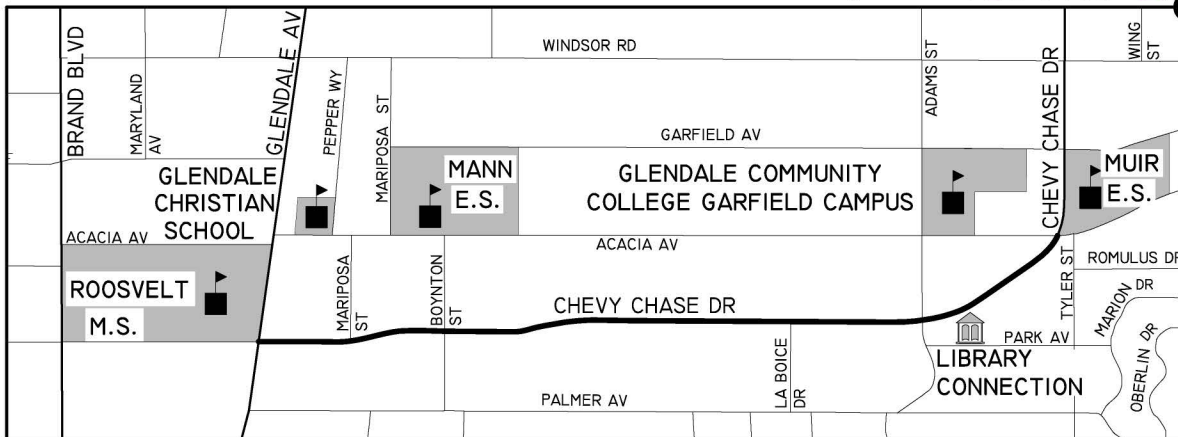 WINDSOR RD
BRAND BLVD
MARYLAND
AV
GLENDALE AV
PEPPER WY
MARIPOSA ST
ADAMS ST
CHEVY CHASE DR
WING
ST
GARFIELD AV
GLENDALE
CHRISTIAN
SCHOOL
MANN
E.S.
GLENDALE COMMUNITY
COLLEGE GARFIELD CAMPUS
MUIR
E.S.
ACACIA AV
ACACIA AV
ROOSVELT
M.S.
MARIPOSA
ST
BOYNTON
ST
CHEVY CHASE DR
TYLER ST
ROMULUS DR
MARION DR
OBERLIN DR
PARK AV
LIBRARY
CONNECTION
LA BOICE
DR
PALMER AV